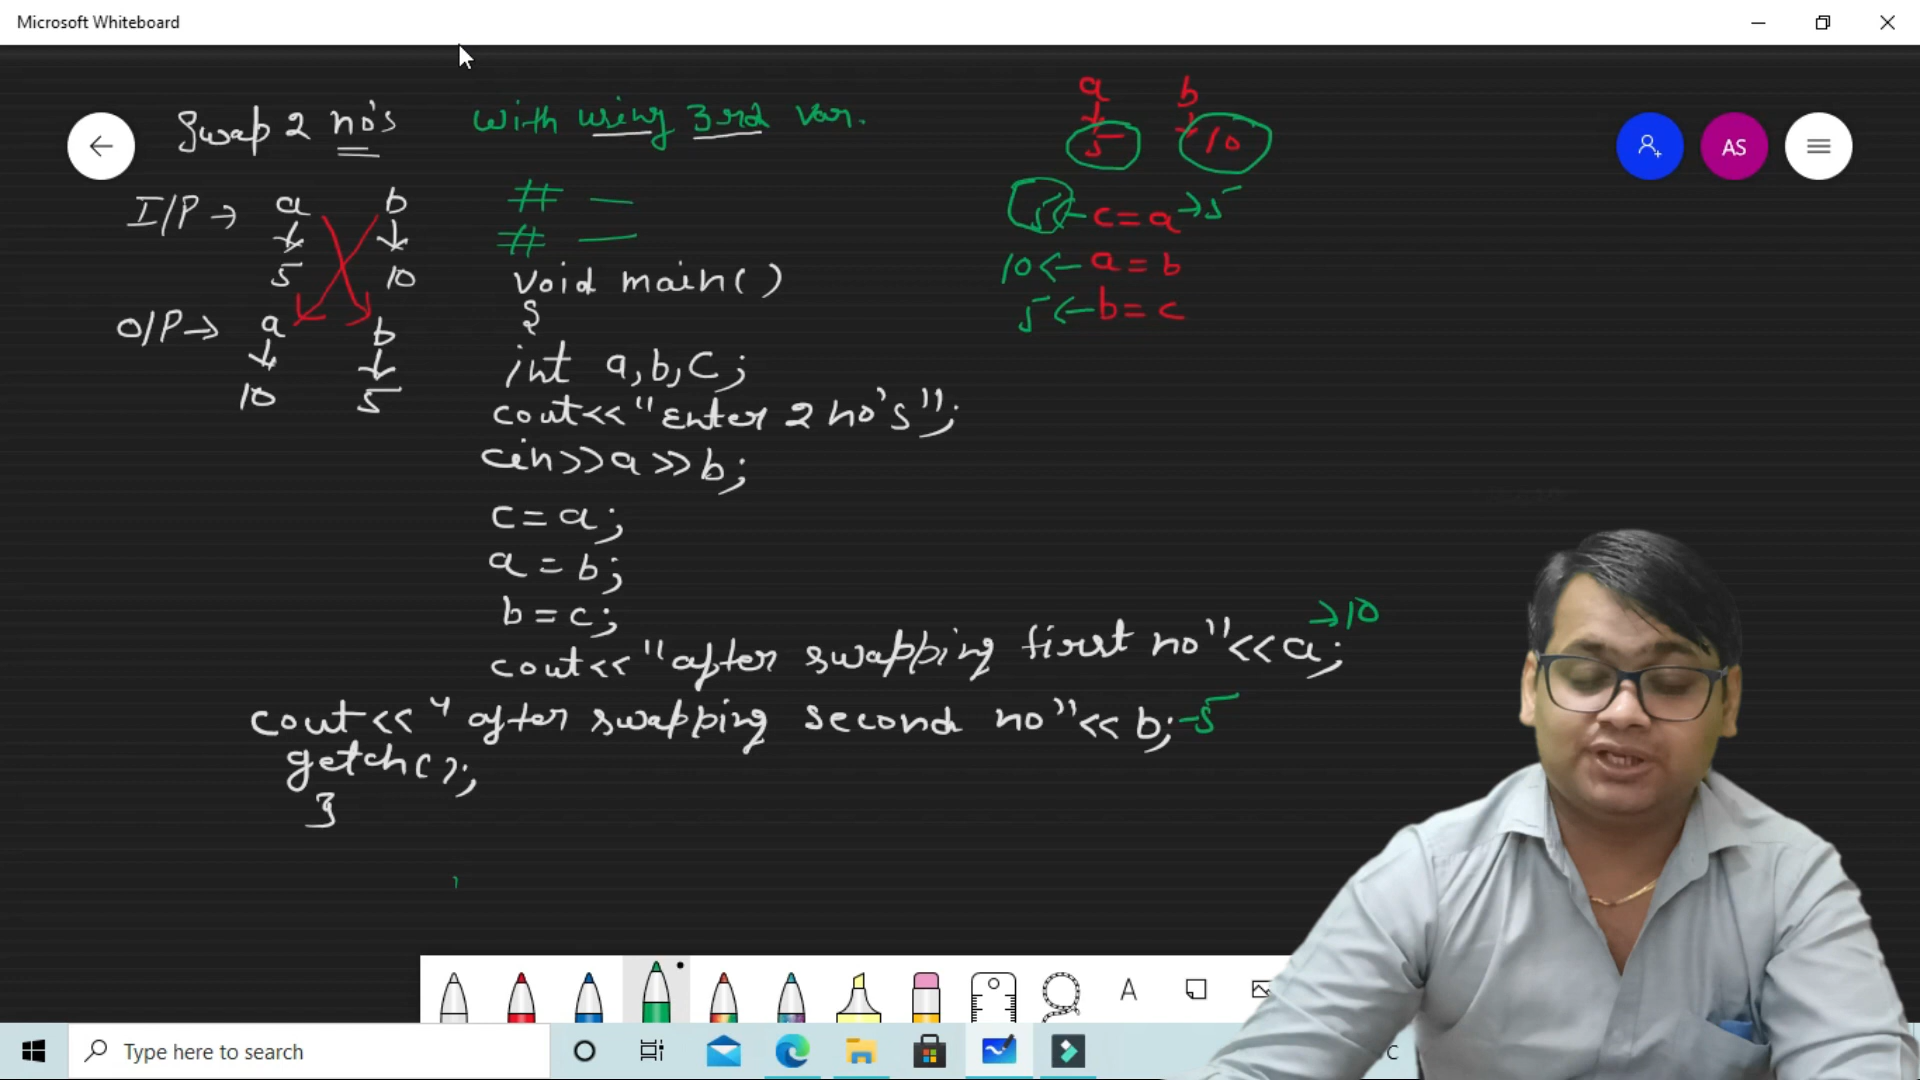 Microsoft Whiteboard
Swap 2 no's with using 3rd var.
I/P → a b
5 10
O/P → a b
10 5
# —
# —
void main()
{
int a,b,C;
cout<<"Enter 2 no's";
cin>>a>>b;
c=a;
a=b;
b=c;
cout<<"after swapping first no"<<a; →10
cout<<"after swapping second no"<<b; -5
getch();
}
a b
5 10
5 ← c=a → 5
10 ← a=b
5 ← b=c
AS
A
Type here to search
C